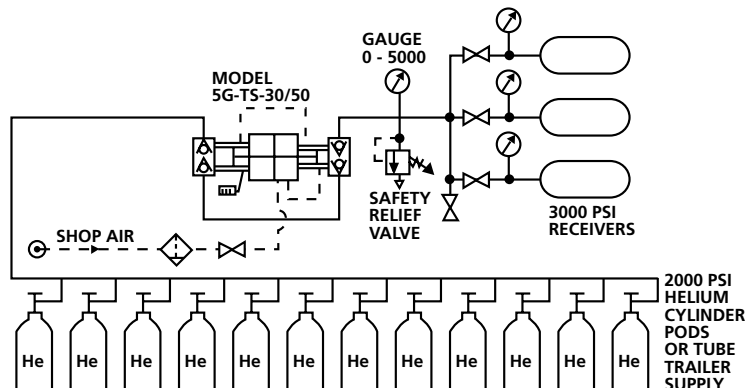 GAUGE
0 - 5000
MODEL
5G-TS-30/50
SAFETY
RELIEF
VALVE
3000 PSI
RECEIVERS
SHOP AIR
2000 PSI
HELIUM
CYLINDER
PODS
OR TUBE
TRAILER
SUPPLY
He He He He He He He He He He He He